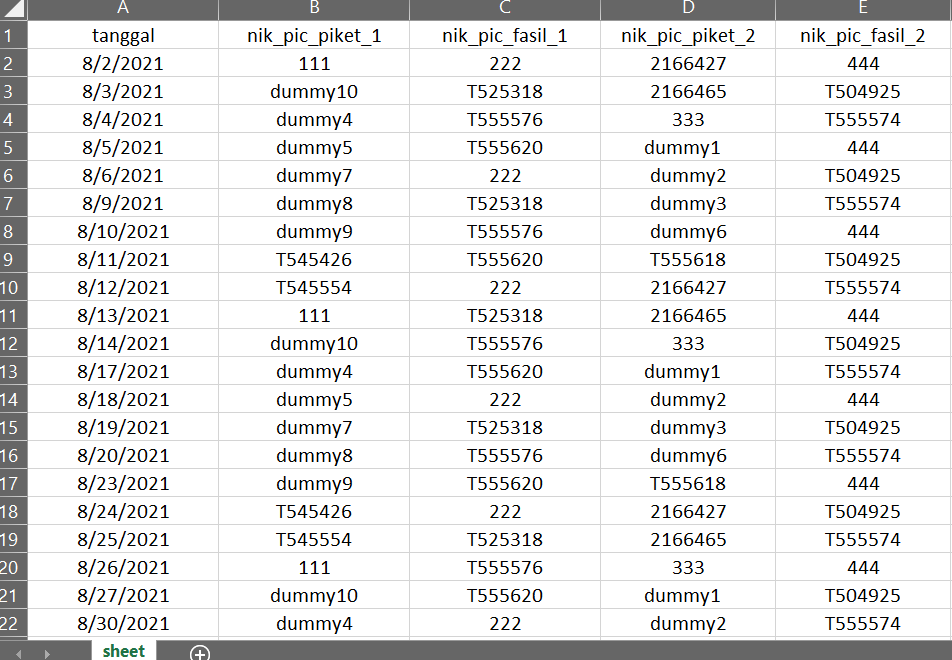 A B C D E
1 tanggal nik_pic_piket_1 nik_pic_fasil_1 nik_pic_piket_2 nik_pic_fasil_2
2 8/2/2021 111 222 2166427 444
3 8/3/2021 dummy10 T525318 2166465 T504925
4 8/4/2021 dummy4 T555576 333 T555574
5 8/5/2021 dummy5 T555620 dummy1 444
6 8/6/2021 dummy7 222 dummy2 T504925
7 8/9/2021 dummy8 T525318 dummy3 T555574
8 8/10/2021 dummy9 T555576 dummy6 444
9 8/11/2021 T545426 T555620 T555618 T504925
10 8/12/2021 T545554 222 2166427 T555574
11 8/13/2021 111 T525318 2166465 444
12 8/14/2021 dummy10 T555576 333 T504925
13 8/17/2021 dummy4 T555620 dummy1 T555574
14 8/18/2021 dummy5 222 dummy2 444
15 8/19/2021 dummy7 T525318 dummy3 T504925
16 8/20/2021 dummy8 T555576 dummy6 T555574
17 8/23/2021 dummy9 T555620 T555618 444
18 8/24/2021 T545426 222 2166427 T504925
19 8/25/2021 T545554 T525318 2166465 T555574
20 8/26/2021 111 T555576 333 444
21 8/27/2021 dummy10 T555620 dummy1 T504925
22 8/30/2021 dummy4 222 dummy2 T555574
sheet